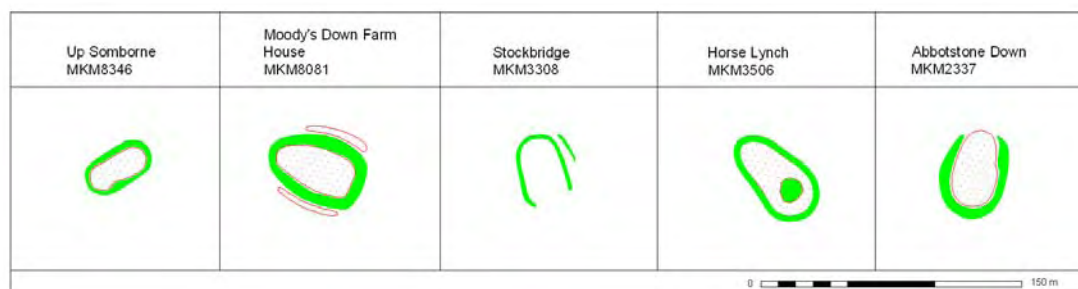 Up Somborne
MKM8346
Moody's Down Farm
House
MKM8081
Stockbridge
MKM3308
Horse Lynch
MKM3506
Abbotstone Down
MKM2337
0 150 m